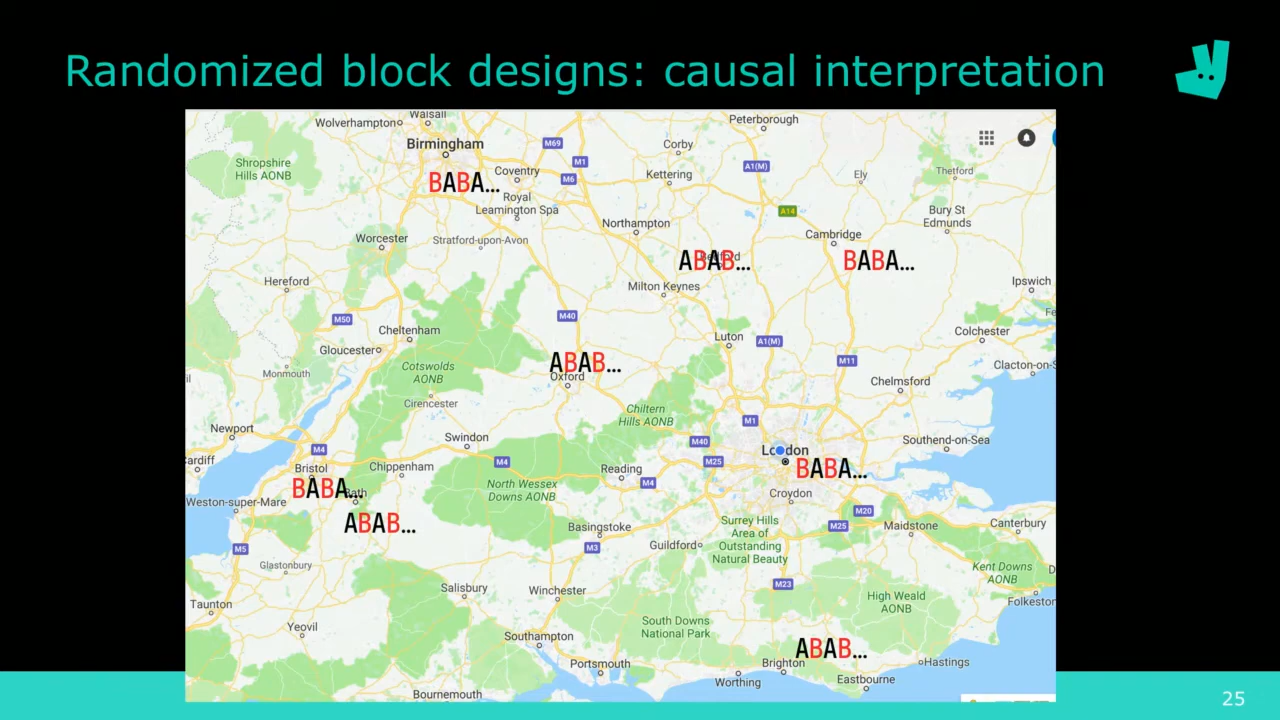 Randomized block designs: causal interpretation
Walsall
Wolverhampton
Peterborough
Birmingham
M69
Corby
M1
A1(M)
Shropshire
Hills AONB
Coventry
M6
Kettering
Ely
Thetford
BABA...
Royal
Leamington Spa
A14
Bury St
Edmunds
Northampton
Worcester
Stratford-upon-Avon
Cambridge
ABAB...
BABA...
Hereford
Milton Keynes
Ipswich
M50
M40
Cheltenham
Luton
A1(M)
Colchester
Gloucester
M11
ABAB...
Clacton-on-S
Monmouth
Cotswolds
AONB
Oxford
Chelmsford
Cirencester
Chiltern
Hills AONB
M1
Newport
Swindon
M40
Southend-on-Sea
M4
London
ardiff
Bristol
Chippenham
M4
Reading
M25
BABA...
M4
BABA...
Bath
North Wessex
Downs AONB
Croydon
Weston-super-Mare
M20
ABAB...
Basingstoke
Surrey Hills
Area of
Outstanding
Natural Beauty
M25
Maidstone
Canterbury
M5
M3
Guildford
Glastonbury
Kent Downs
AONB
D
M23
Salisbury
Winchester
High Weald
AONB
Taunton
Folkeston
Yeovil
Southampton
South Downs
National Park
ABAB...
Portsmouth
Brighton
Hastings
Worthing
Eastbourne
Bournemouth
25